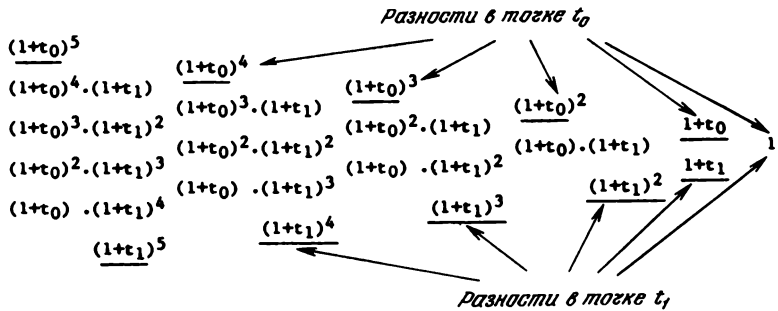 Разности в точке t₀
(1+t₀)⁵ (1+t₀)⁴ (1+t₀)³ (1+t₀)² 1+t₀ 1
(1+t₀)⁴.(1+t₁) (1+t₀)³.(1+t₁) (1+t₀)².(1+t₁) (1+t₀).(1+t₁) 1+t₁
(1+t₀)³.(1+t₁)² (1+t₀)².(1+t₁)² (1+t₀) .(1+t₁)² (1+t₁)²
(1+t₀)².(1+t₁)³ (1+t₀) .(1+t₁)³ (1+t₁)³
(1+t₀) .(1+t₁)⁴ (1+t₁)⁴
(1+t₁)⁵
Разности в точке t₁